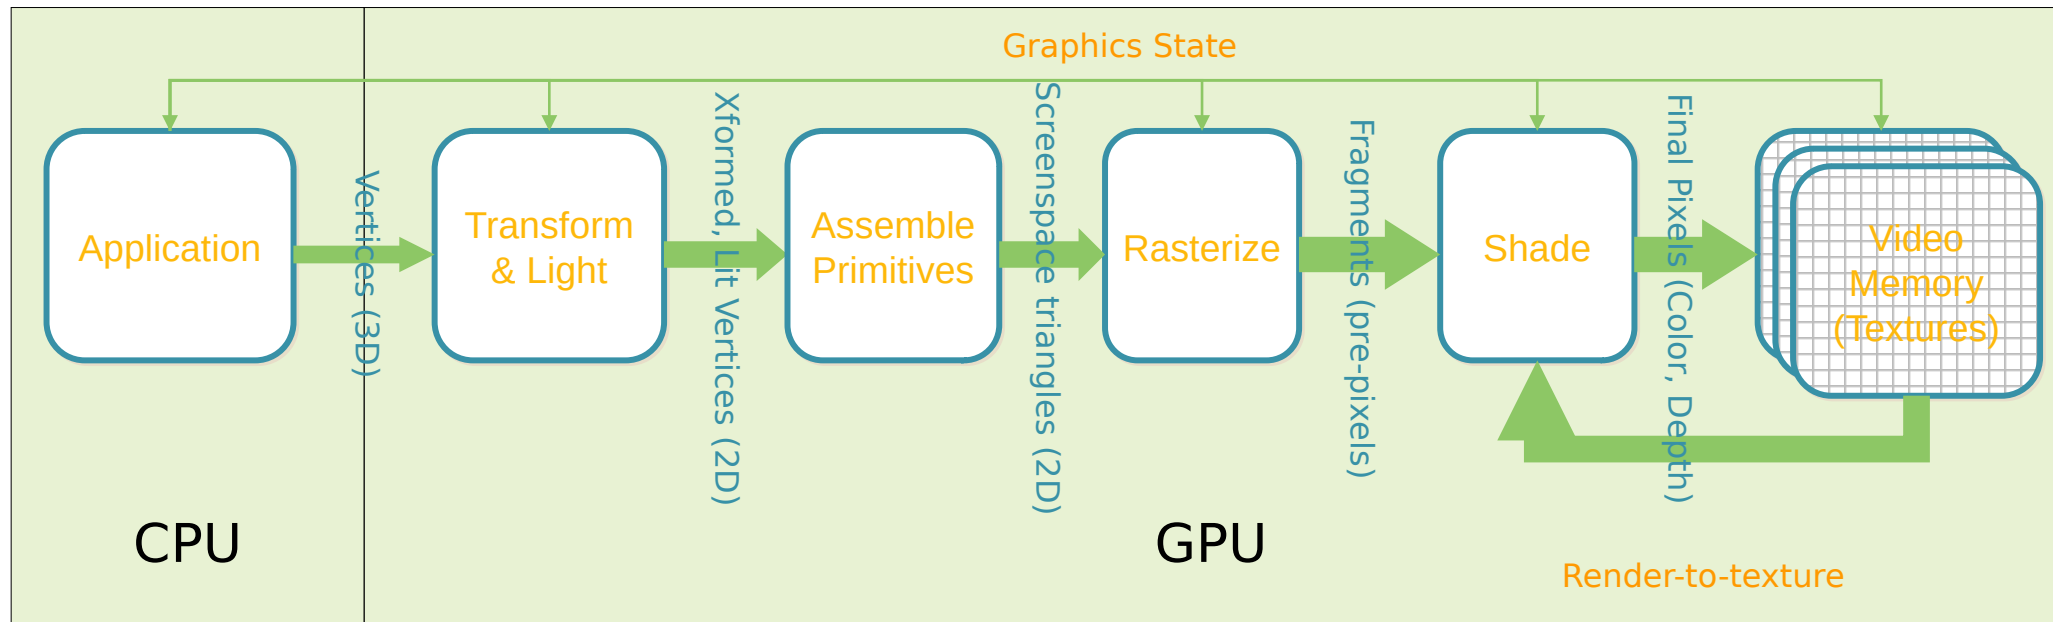 Graphics State
Application
Vertices (3D)
Transform
& Light
Xformed, Lit Vertices (2D)
Assemble
Primitives
Screenspace triangles (2D)
Rasterize
Fragments (pre-pixels)
Shade
Final Pixels (Color, Depth)
Video
Memory
(Textures)
CPU
GPU
Render-to-texture